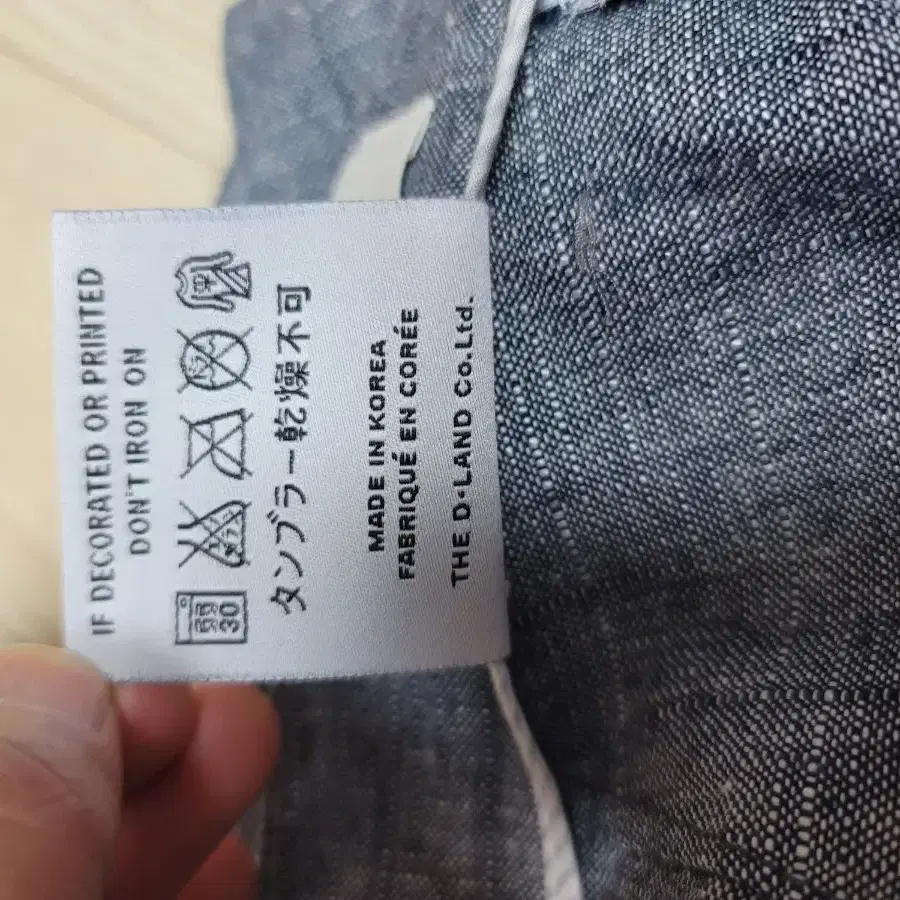 IF DECORATED OR PRINTED
DON'T IRON ON
30
タンブラー乾燥不可
MADE IN KOREA
FABRIQUÉ EN CORÉE
THE D·LAND Co.Ltd.